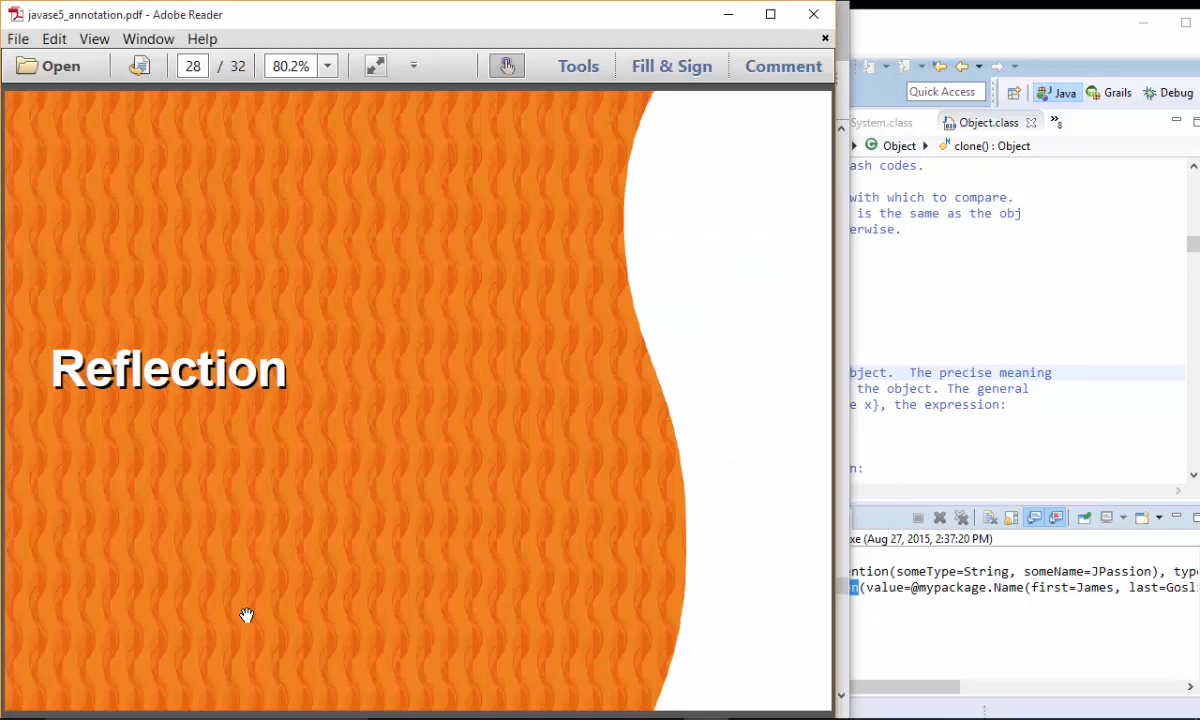 javase5_annotation.pdf - Adobe Reader
File Edit View Window Help
Open 28 / 32 80.2% Tools Fill & Sign Comment
Reflection
Quick Access Java Grails Debug
System.class Object.class 8
Object clone() : Object
ash codes.
with which to compare.
is the same as the obj
erwise.
bject.  The precise meaning
the object. The general
e x}, the expression:
n:
xe (Aug 27, 2015, 2:37:20 PM)
ention(someType=String, someName=JPassion), typ
n(value=@mypackage.Name(first=James, last=Gosl